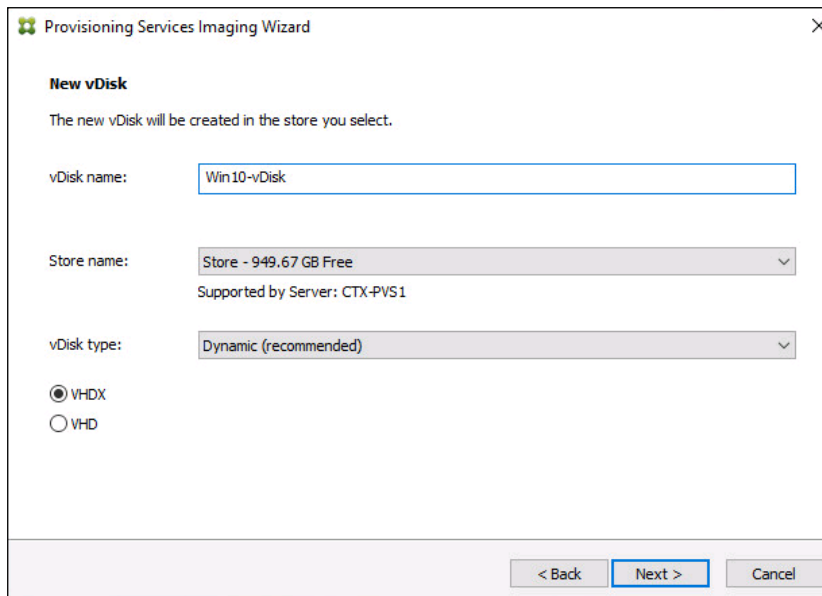 Provisioning Services Imaging Wizard
New vDisk
The new vDisk will be created in the store you select.
vDisk name: Win10-vDisk
Store name: Store - 949.67 GB Free
Supported by Server: CTX-PVS1
vDisk type: Dynamic (recommended)
VHDX
VHD
< Back Next > Cancel